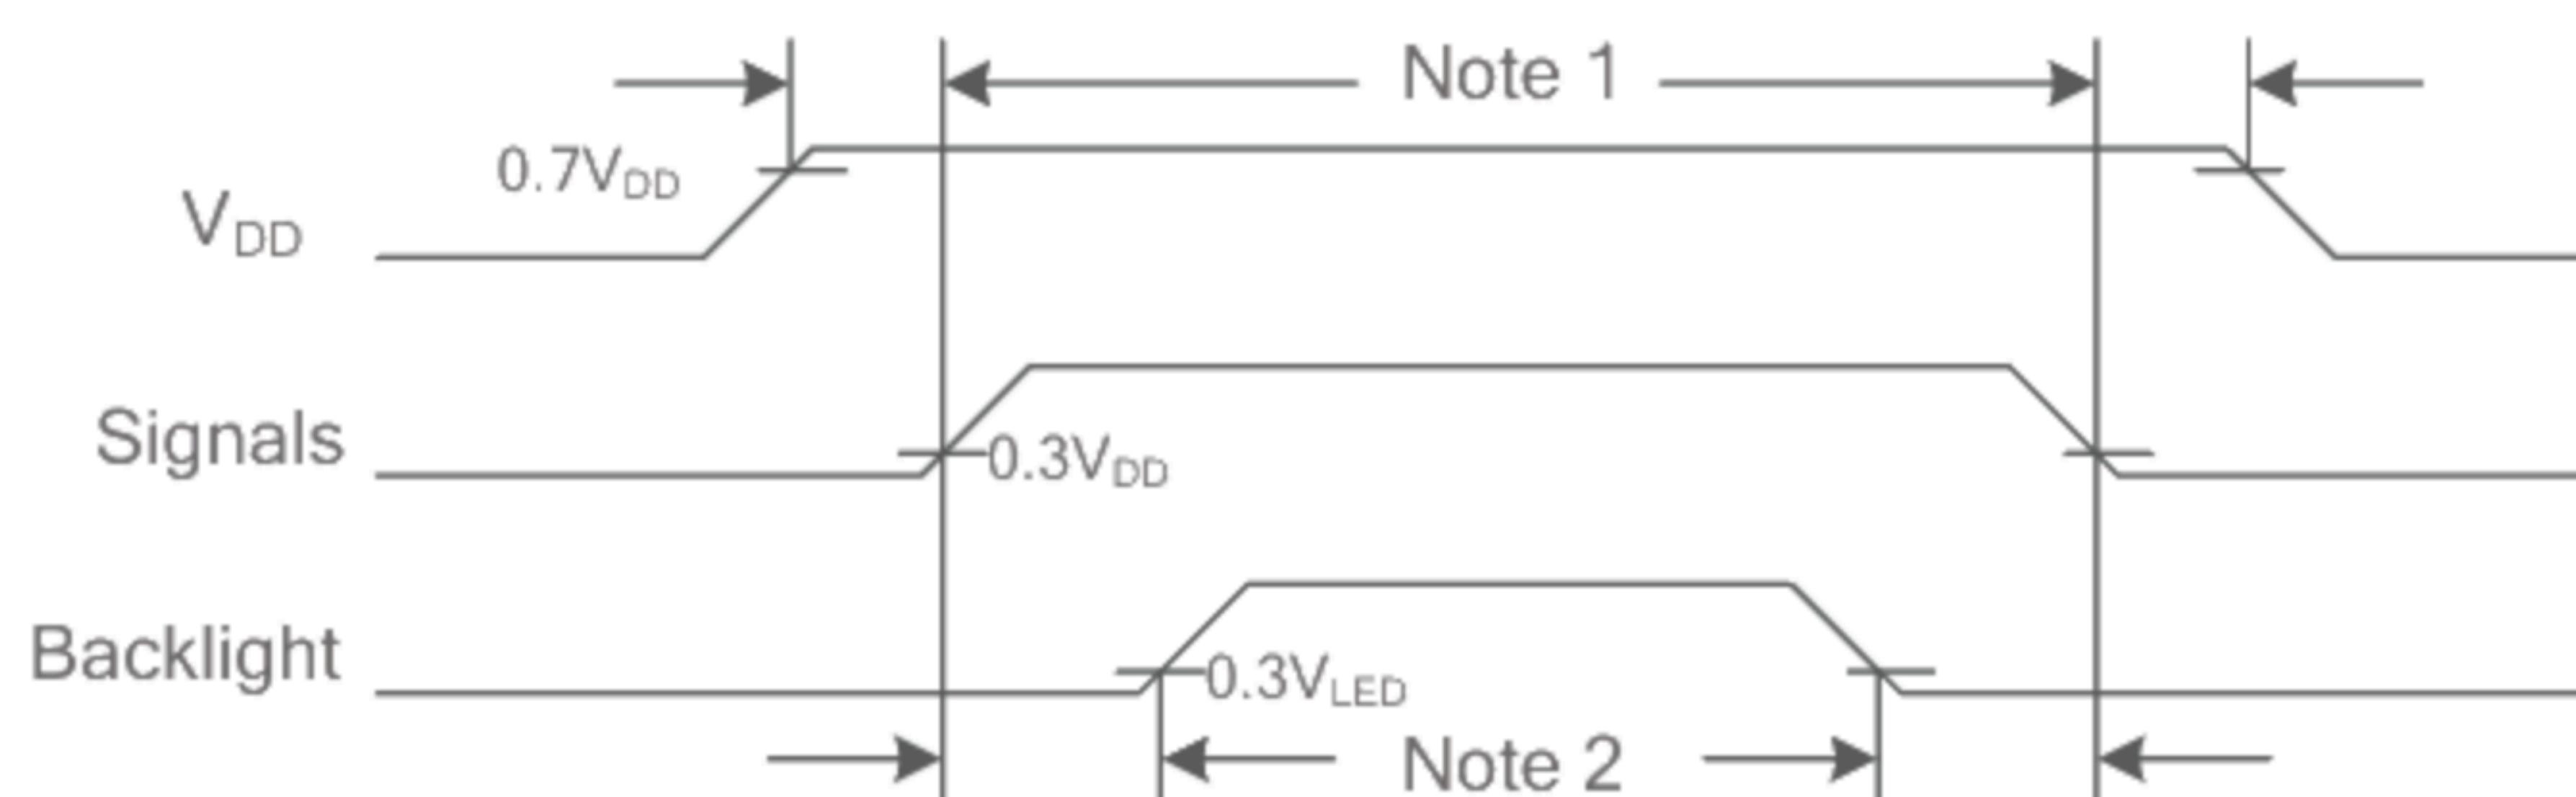 Note 1
0.7VDD
VDD
Signals
0.3VDD
Backlight
0.3VLED
Note 2